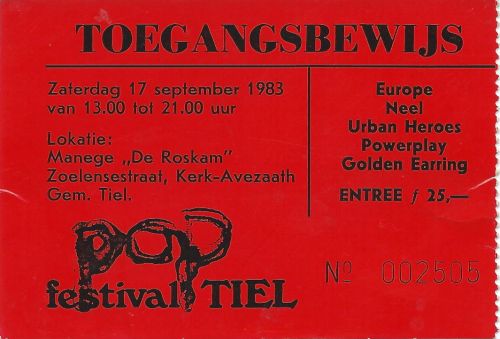 TOEGANGSBEWIJS
Zaterdag 17 september 1983
van 13.00 tot 21.00 uur
Lokatie:
Manege „De Roskam"
Zoelensestraat, Kerk-Avezaath
Gem. Tiel.
Europe
Neel
Urban Heroes
Powerplay
Golden Earring
ENTREE ƒ 25,—
pop
festival TIEL
Nº 002505